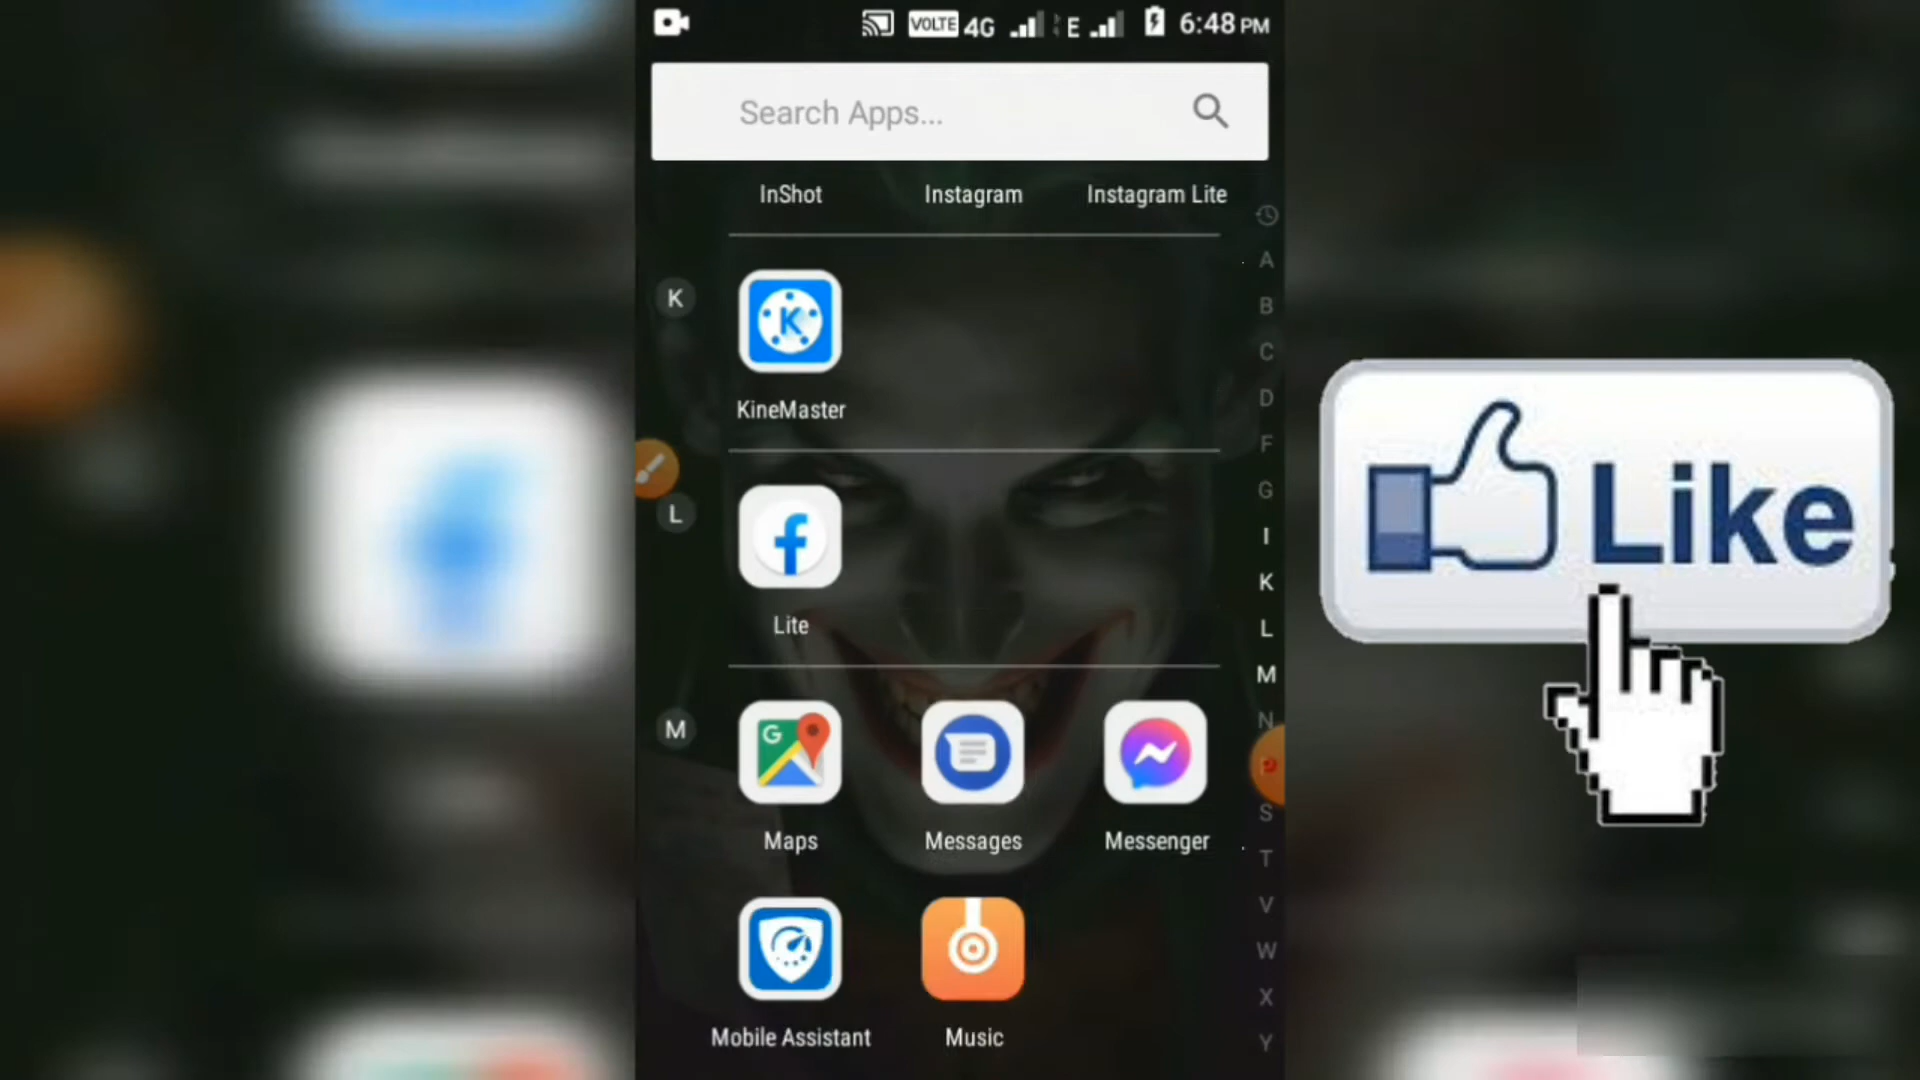 VOLTE 4G E 6:48 PM
Search Apps...
InShot Instagram Instagram Lite
A
K
K
B
C
D
KineMaster
F
G
L
f
I
K
Lite
L
M
M
G
N
S
Maps Messages Messenger
T
V
W
X
Mobile Assistant Music
Y
Like